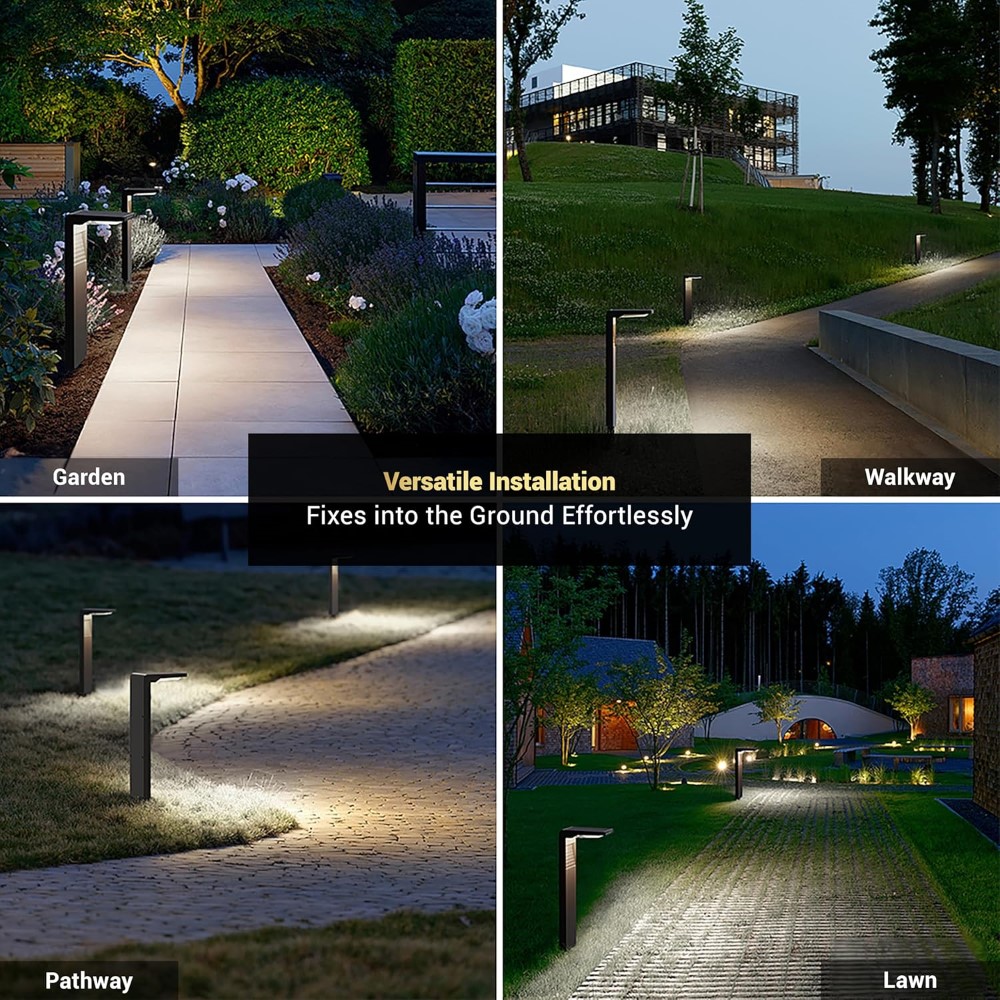 Garden
Walkway
Versatile Installation
Fixes into the Ground Effortlessly
Pathway
Lawn